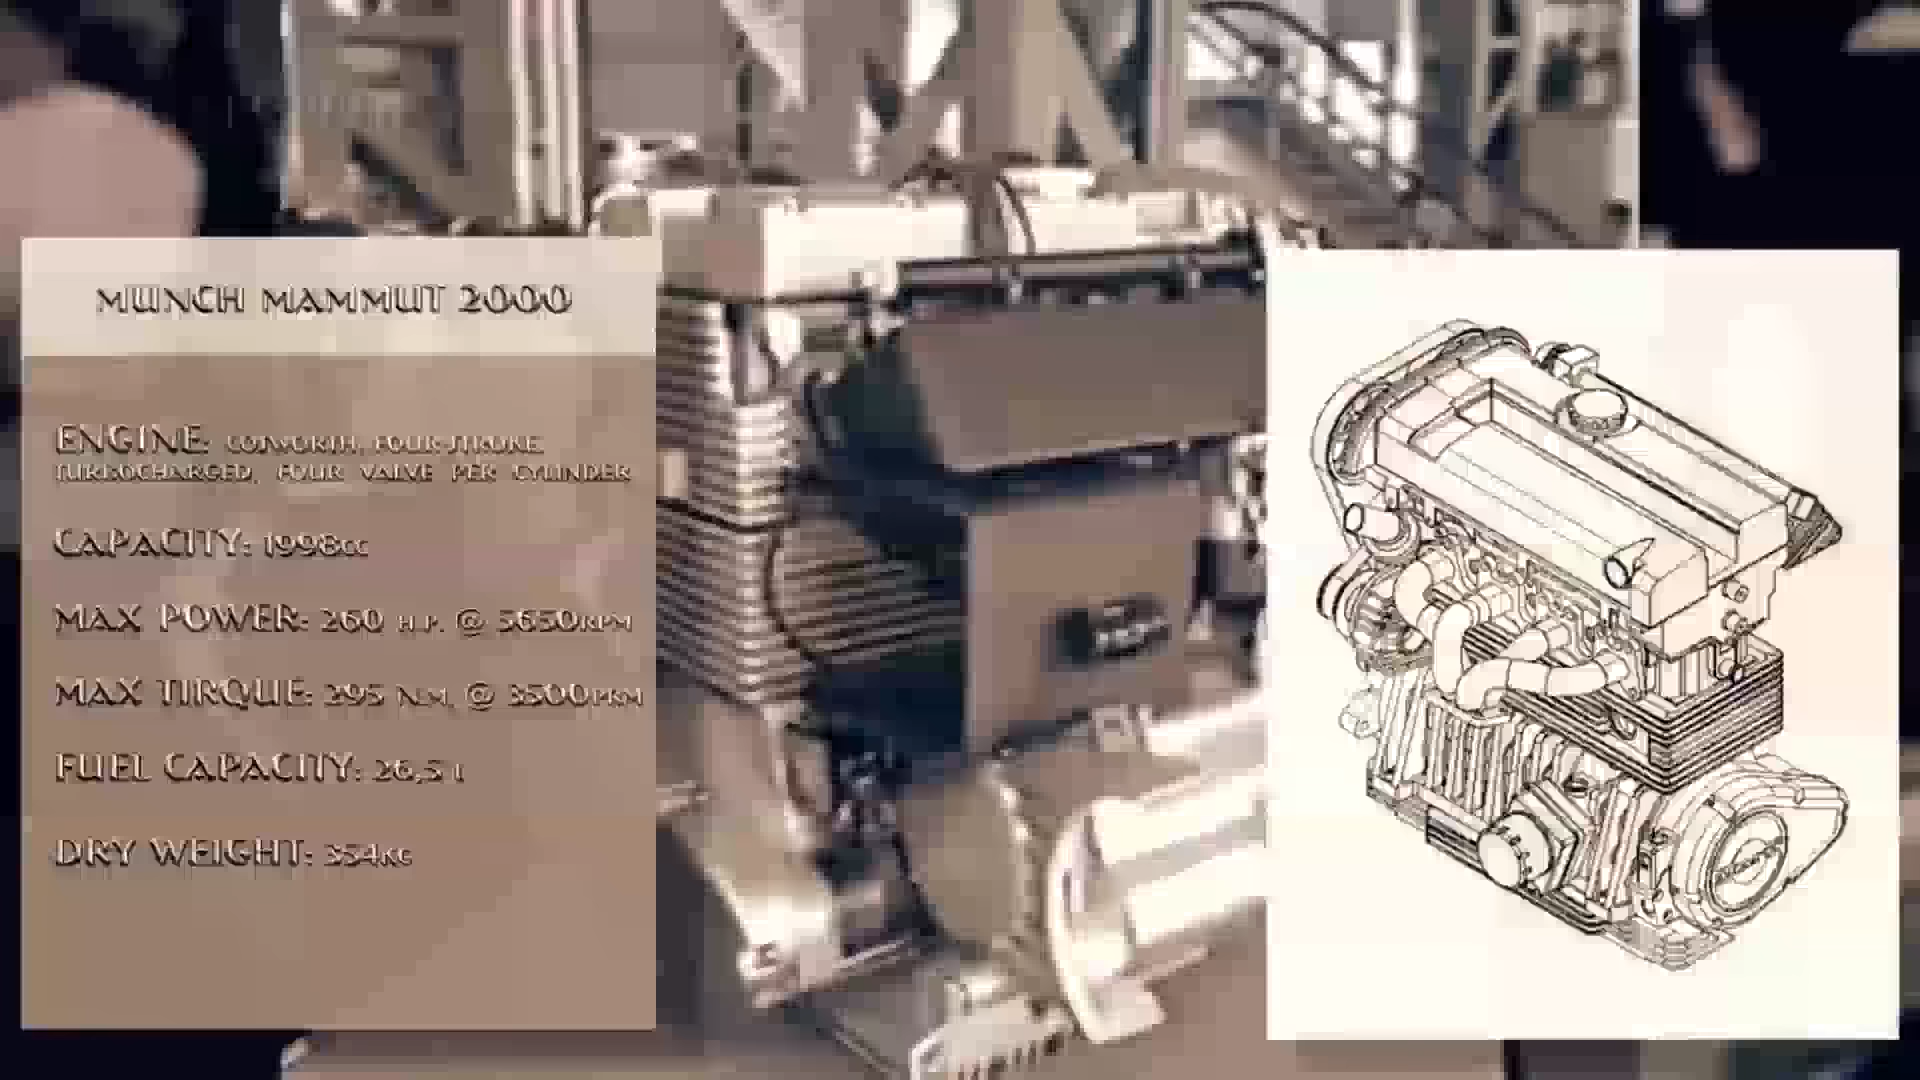 MUNCH MAMMUT 2000
ENGINE: COSWORTH, FOUR-STROKE,
TURBOCHARGED, FOUR VALVE PER CYLINDER
CAPACITY: 1998CC
MAX POWER: 260 H.P. @ 5650RPM
MAX TIRQUE: 295 N.M. @ 3500PRM
FUEL CAPACITY: 26,5 L
DRY WEIGHT: 354KG